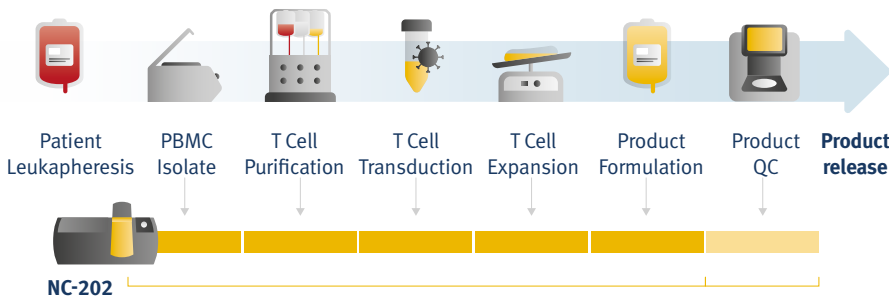 Patient
Leukapheresis
PBMC
Isolate
T Cell
Purification
T Cell
Transduction
T Cell
Expansion
Product
Formulation
Product
QC
Product
release
NC-202